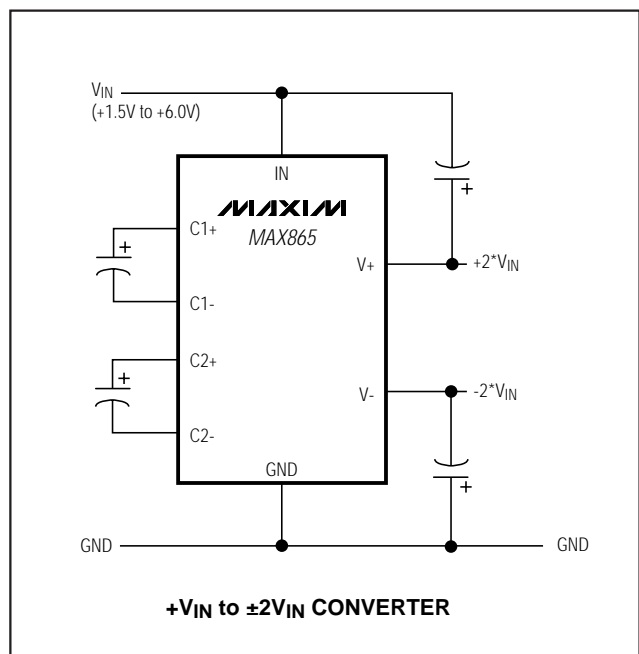 VIN
(+1.5V to +6.0V)
IN
MAXIM
MAX865
C1+
+
C1-
V+
+2*VIN
+
C2+
+
C2-
V-
-2*VIN
+
GND
GND
GND
+VIN to ±2VIN CONVERTER